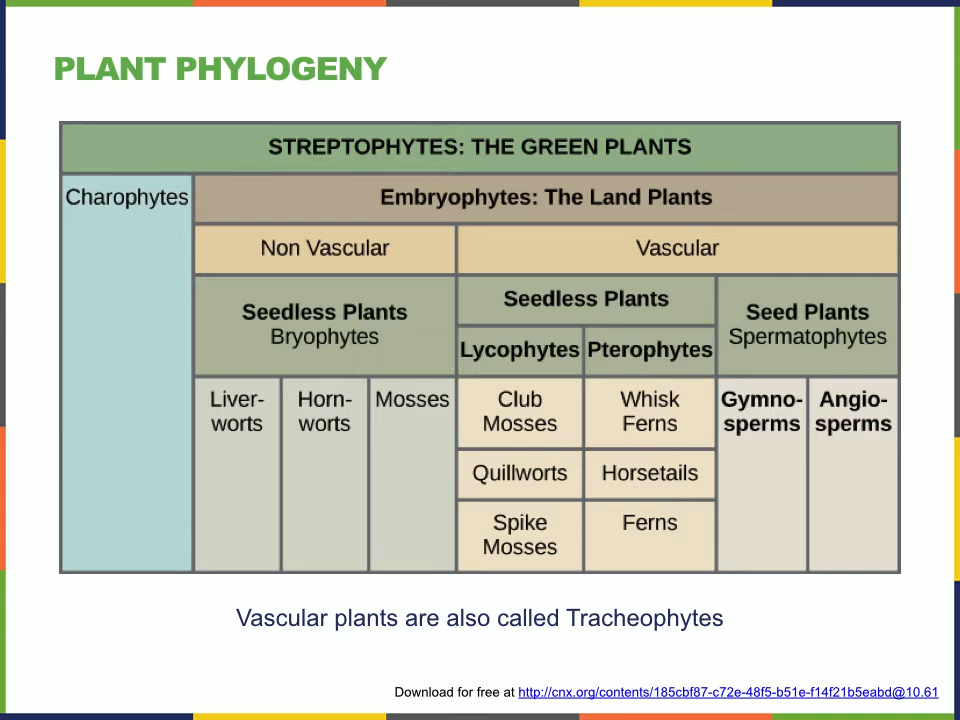 PLANT PHYLOGENY
STREPTOPHYTES: THE GREEN PLANTS
Charophytes
Embryophytes: The Land Plants
Non Vascular
Vascular
Seedless Plants
Bryophytes
Seedless Plants
Seed Plants
Spermatophytes
Lycophytes
Pterophytes
Liver-
worts
Horn-
worts
Mosses
Club
Mosses
Whisk
Ferns
Gymno-
sperms
Angio-
sperms
Quillworts
Horsetails
Spike
Mosses
Ferns
Vascular plants are also called Tracheophytes
Download for free at http://cnx.org/contents/185cbf87-c72e-48f5-b51e-f14f21b5eabd@10.61